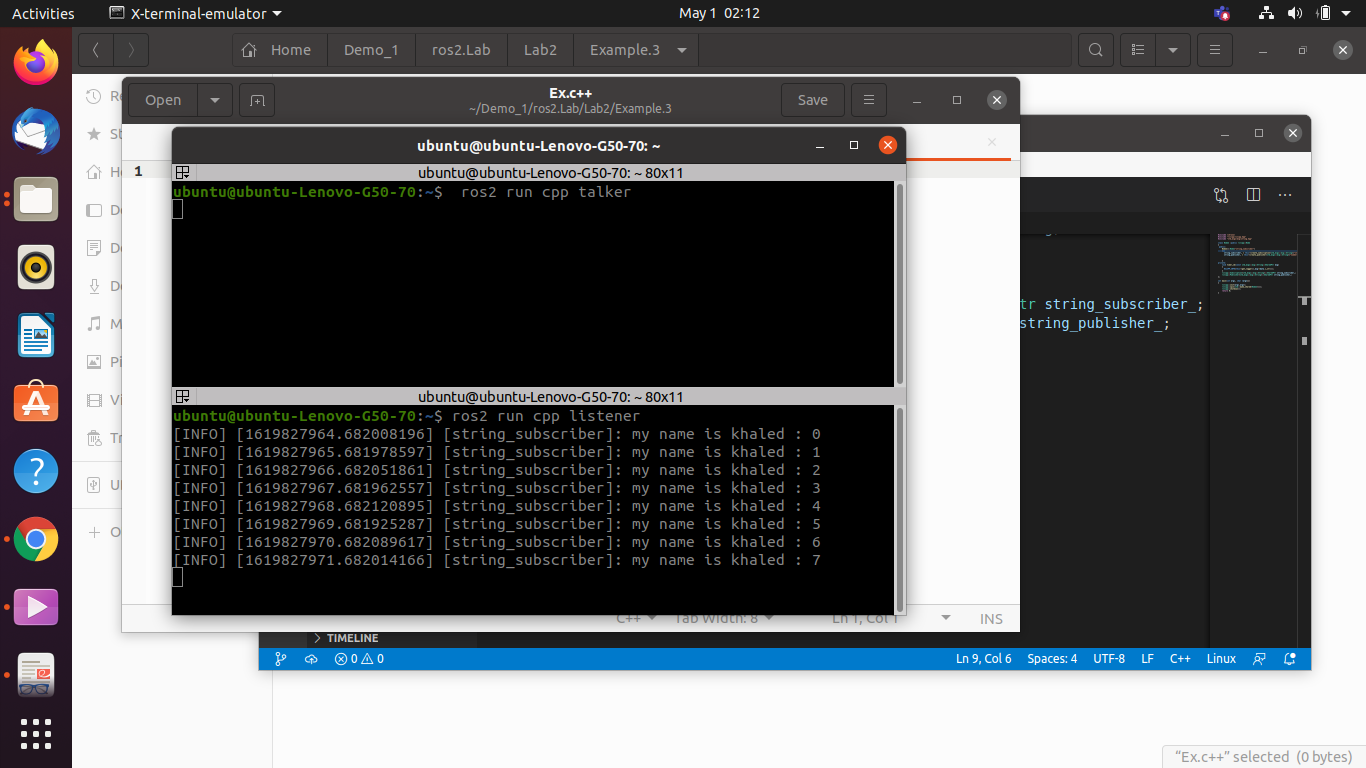 Activities
X-terminal-emulator
May 1 02:12
Home
Demo_1
ros2.Lab
Lab2
Example.3
Open
Ex.c++
~/Demo_1/ros2.Lab/Lab2/Example.3
Save
Re
St
H
D
D
D
M
Pi
Vi
Tr
U
O
1
ubuntu@ubuntu-Lenovo-G50-70: ~
ubuntu@ubuntu-Lenovo-G50-70: ~ 80x11
ubuntu@ubuntu-Lenovo-G50-70:~$  ros2 run cpp talker
ubuntu@ubuntu-Lenovo-G50-70: ~ 80x11
ubuntu@ubuntu-Lenovo-G50-70:~$ ros2 run cpp listener
[INFO] [1619827964.682008196] [string_subscriber]: my name is khaled : 0
[INFO] [1619827965.681978597] [string_subscriber]: my name is khaled : 1
[INFO] [1619827966.682051861] [string_subscriber]: my name is khaled : 2
[INFO] [1619827967.681962557] [string_subscriber]: my name is khaled : 3
[INFO] [1619827968.682120895] [string_subscriber]: my name is khaled : 4
[INFO] [1619827969.681925287] [string_subscriber]: my name is khaled : 5
[INFO] [1619827970.682089617] [string_subscriber]: my name is khaled : 6
[INFO] [1619827971.682014166] [string_subscriber]: my name is khaled : 7
tr string_subscriber_;
string_publisher_;
C++
Tab Width: 8
Ln 1, Col 1
INS
TIMELINE
0 0
Ln 9, Col 6
Spaces: 4
UTF-8
LF
C++
Linux
“Ex.c++” selected (0 bytes)